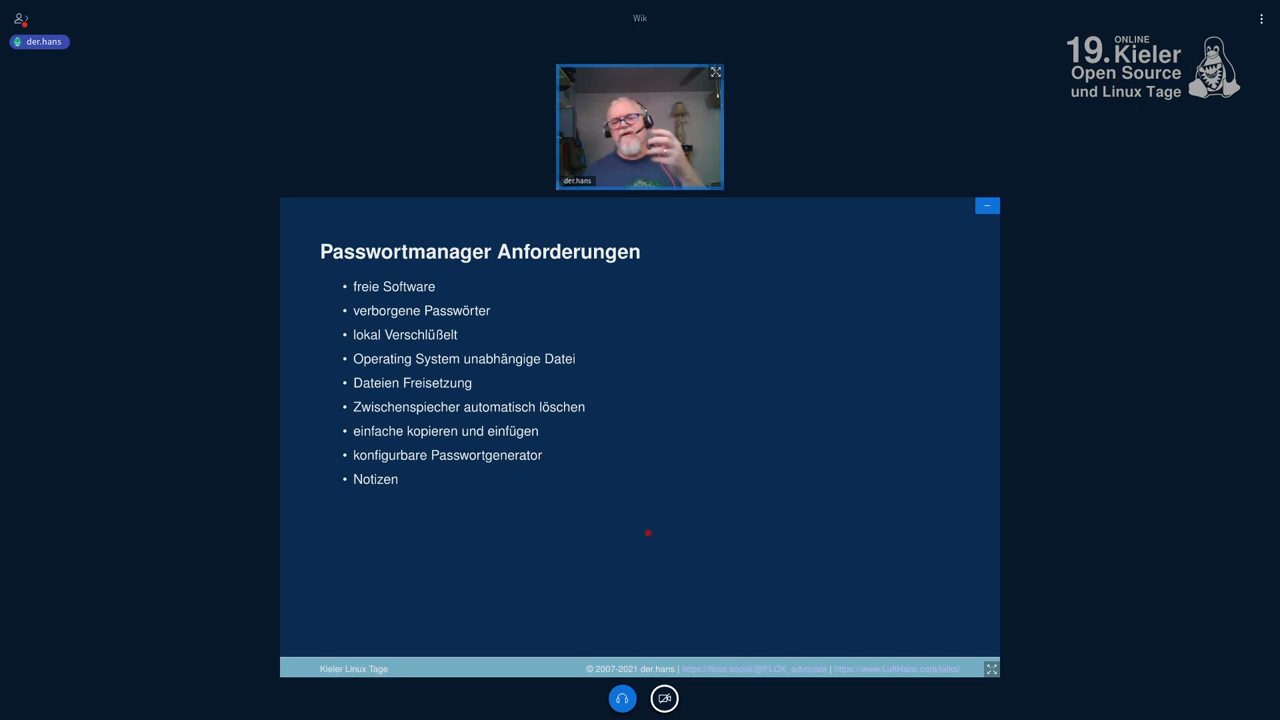 Wik
der.hans
19. ONLINE Kieler
Open Source
und Linux Tage
der.hans
Passwortmanager Anforderungen
• freie Software
• verborgene Passwörter
• lokal Verschlüßelt
• Operating System unabhängige Datei
• Dateien Freisetzung
• Zwischenspiecher automatisch löschen
• einfache kopieren und einfügen
• konfigurbare Passwortgenerator
• Notizen
Kieler Linux Tage
© 2007-2021 der.hans | https://floss.social/@FLOX_advocate | https://www.LuftHans.com/talks/